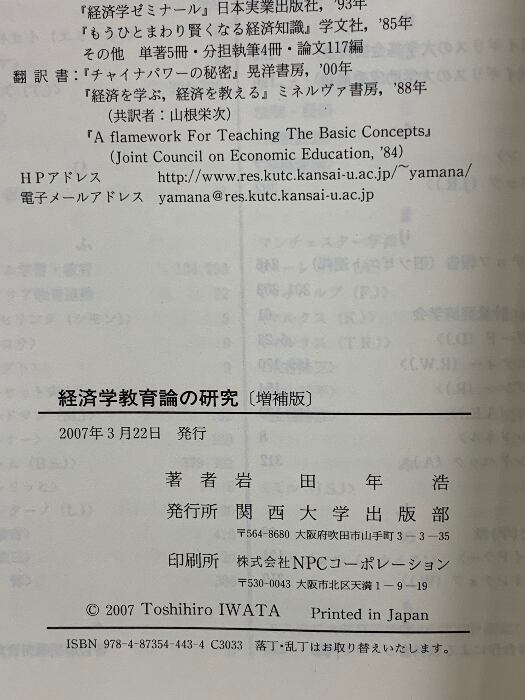 『経済学ゼミナール』日本実業出版社，'93年
『もうひとまわり賢くなる経済知識』学文社，'85年
その他 単著5冊・分担執筆4冊・論文117編
翻訳書：『チャイナパワーの秘密』晃洋書房，'00年
『経済を学ぶ，経済を教える』ミネルヴァ書房，'88年
（共訳者：山根栄次）
『A flamework For Teaching The Basic Concepts』
(Joint Council on Economic Education, '84)
HPアドレス http://www.res.kutc.kansai-u.ac.jp/~yamana/
電子メールアドレス yamana@res.kutc.kansai-u.ac.jp
経済学教育論の研究〔増補版〕
2007年3月22日 発行
著者 岩田年浩
発行所 関西大学出版部
〒564-8680 大阪府吹田市山手町3－3－35
印刷所 株式会社NPCコーポレーション
〒530-0043 大阪市北区天満1－9－19
© 2007 Toshihiro IWATA Printed in Japan
ISBN 978-4-87354-443-4 C3033 落丁・乱丁はお取り替えいたします。